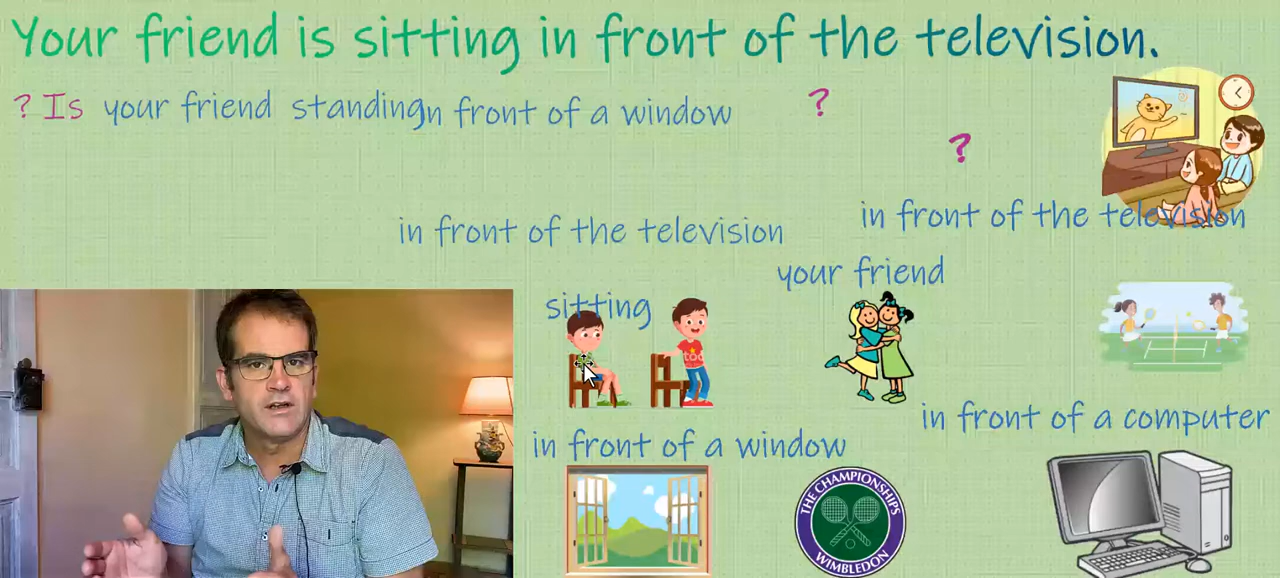 Your friend is sitting in front of the television.
? Is your friend standingn front of a window ?
?
in front of the television
in front of the television
your friend
sitting
in front of a computer
in front of a window
THE CHAMPIONSHIPS
WIMBLEDON